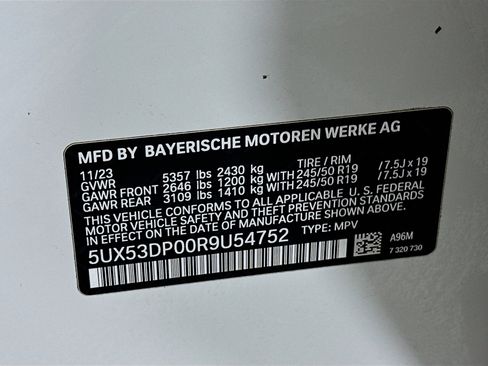 MFD BY BAYERISCHE MOTOREN WERKE AG
11/23 TIRE / RIM
GVWR 5357 lbs 2430 kg
GAWR FRONT 2646 lbs 1200 kg WITH 245/50 R19 /7.5J x 19
GAWR REAR 3109 lbs 1410 kg WITH 245/50 R19 /7.5J x 19
THIS VEHICLE CONFORMS TO ALL APPLICABLE U.S. FEDERAL
MOTOR VEHICLE SAFETY, BUMPER, AND THEFT PREVENTION
STANDARDS IN EFFECT ON THE DATE OF MANUFACTURE SHOWN ABOVE.
5UX53DP00R9U54752 TYPE: MPV
A96M
7 320 730